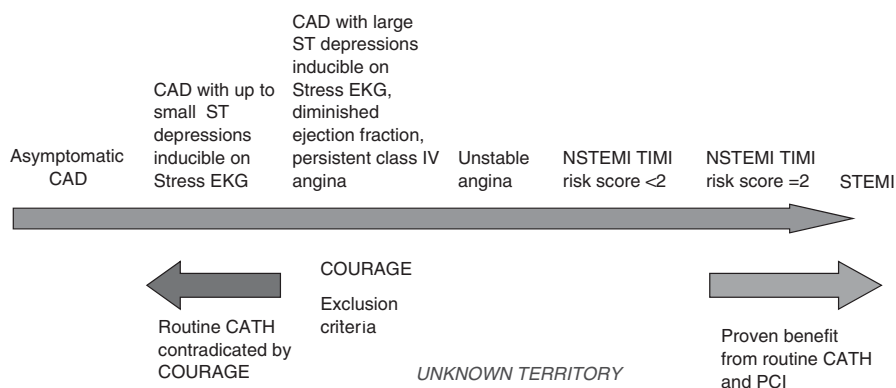 Asymptomatic
CAD
CAD with up to
small ST
depressions
inducible on
Stress EKG
CAD with large
ST depressions
inducible on
Stress EKG,
diminished
ejection fraction,
persistent class IV
angina
Unstable
angina
NSTEMI TIMI
risk score <2
NSTEMI TIMI
risk score =2
STEMI
Routine CATH
contradicated by
COURAGE
COURAGE
Exclusion
criteria
UNKNOWN TERRITORY
Proven benefit
from routine CATH
and PCI